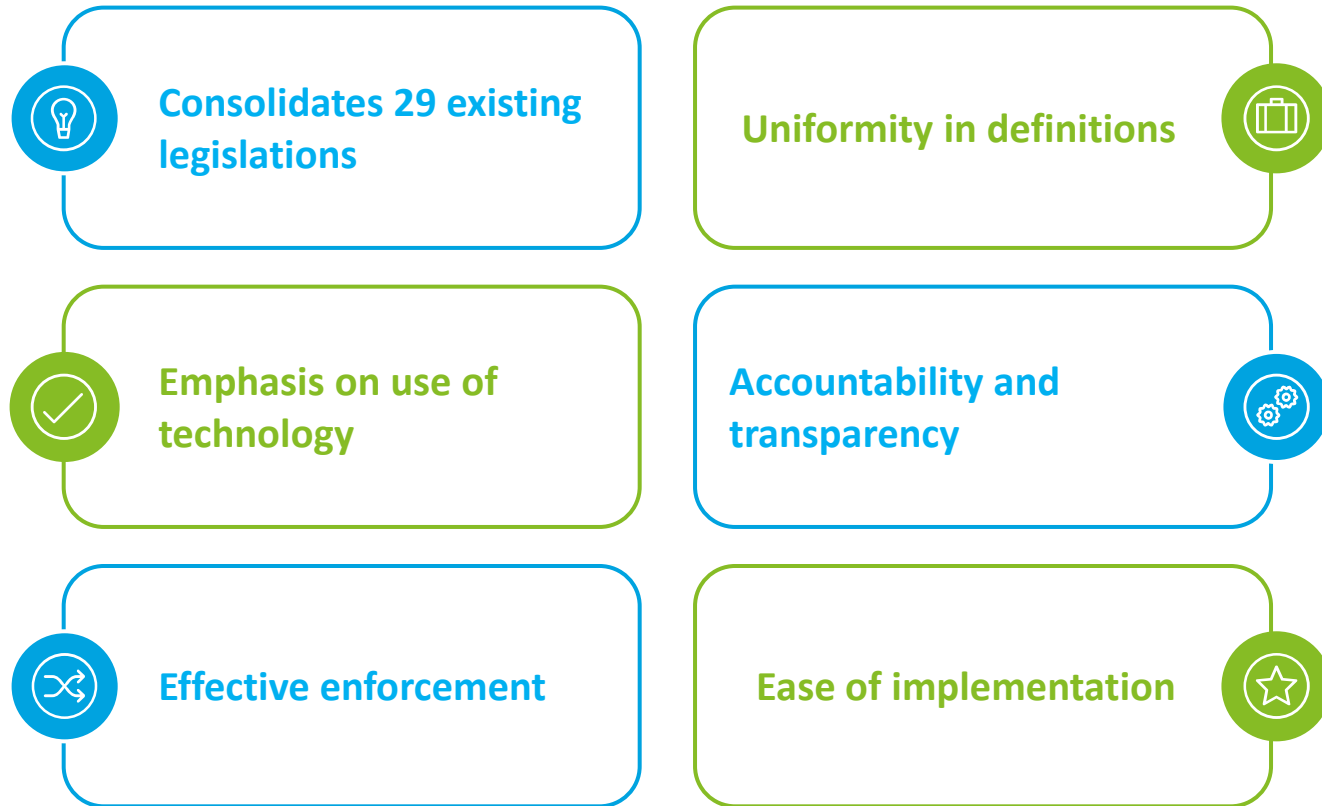 Consolidates 29 existing
legislations
Uniformity in definitions
Emphasis on use of
technology
Accountability and
transparency
Effective enforcement
Ease of implementation